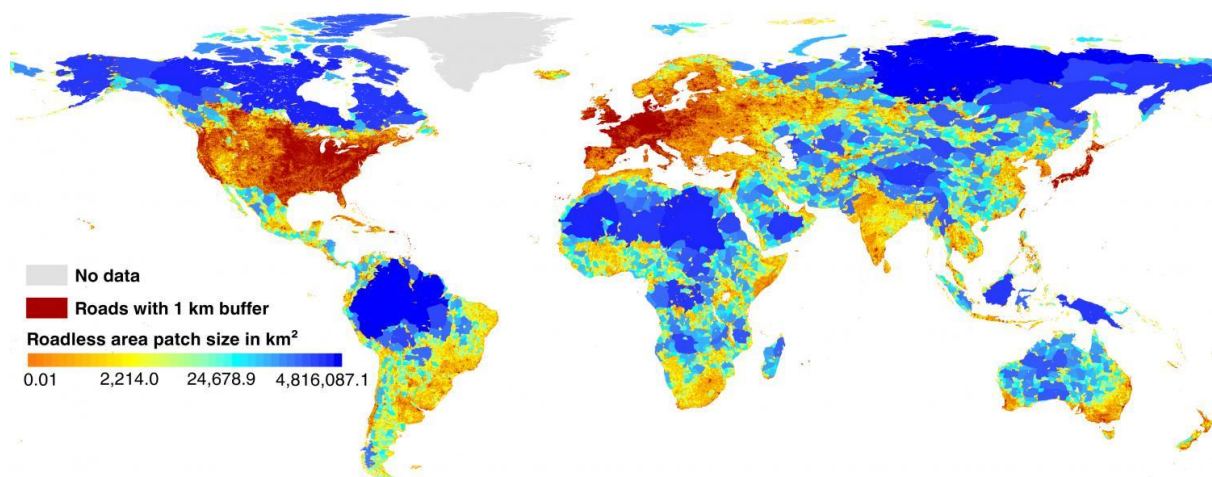 No data
Roads with 1 km buffer
Roadless area patch size in km²
0.01 2,214.0 24,678.9 4,816,087.1